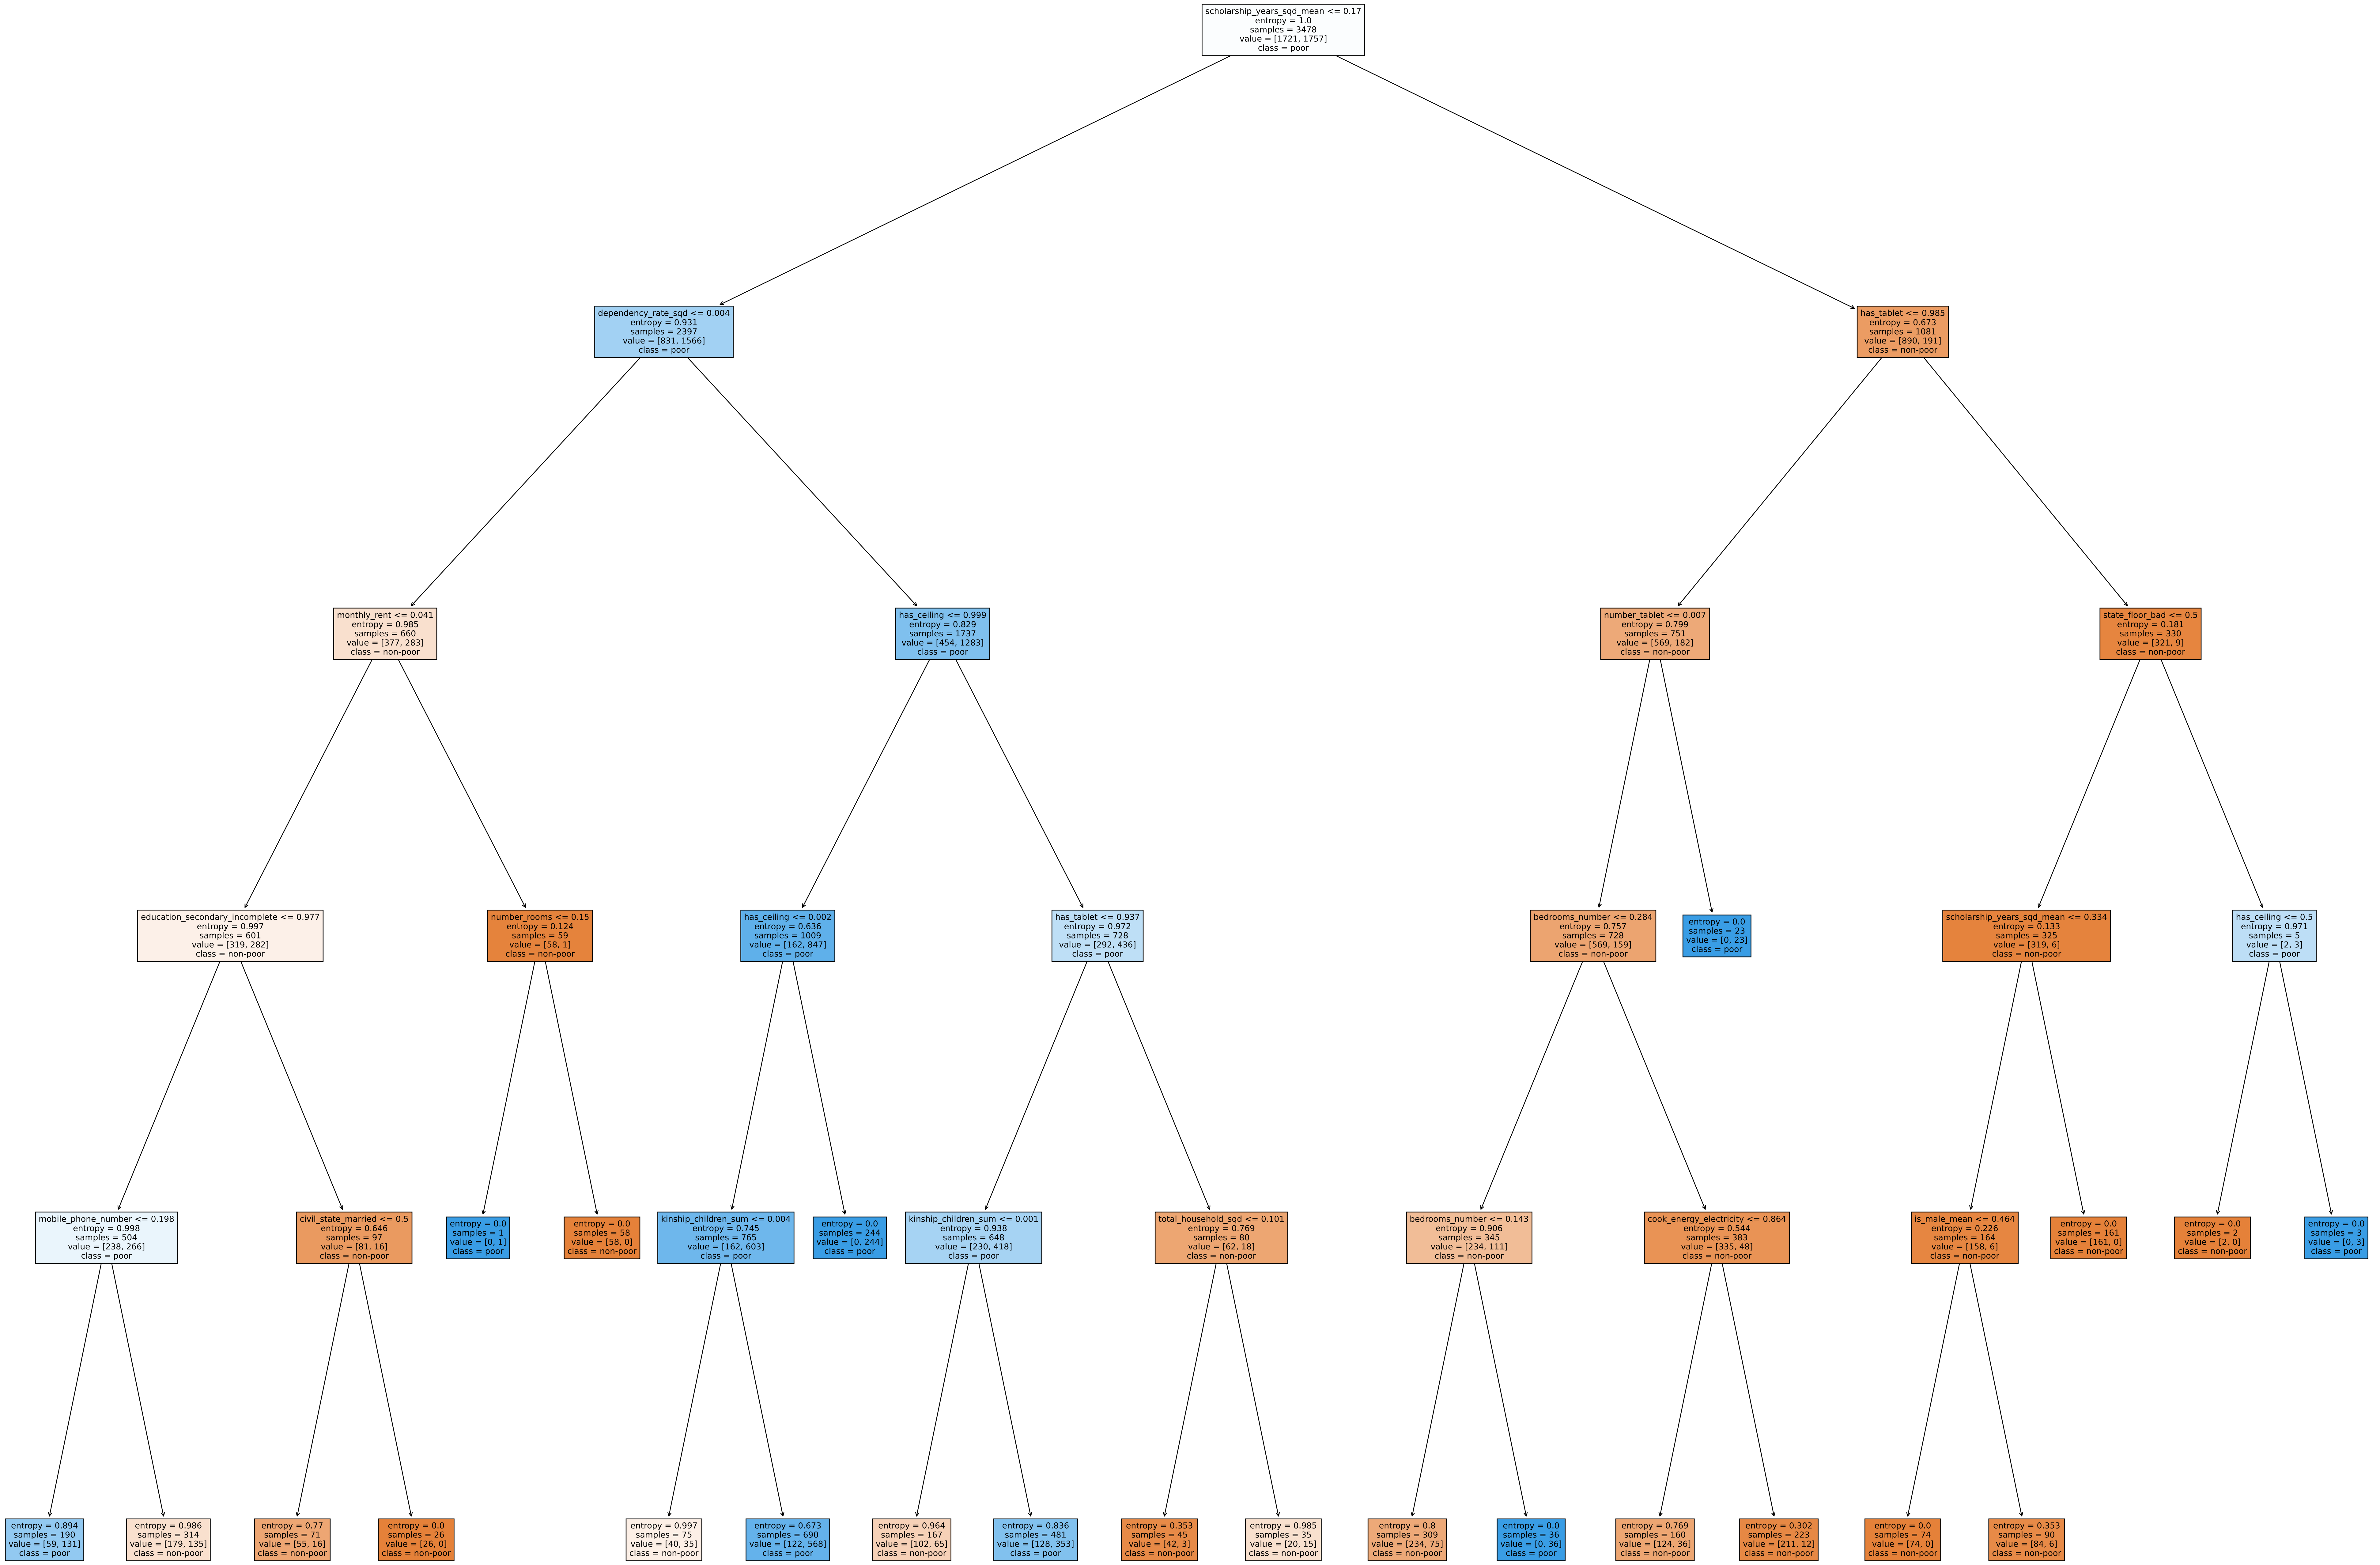 scholarship_years_sqd_mean <= 0.17
entropy = 1.0
samples = 3478
value = [1721, 1757]
class = poor
dependency_rate_sqd <= 0.004
entropy = 0.931
samples = 2397
value = [831, 1566]
class = poor
has_tablet <= 0.985
entropy = 0.673
samples = 1081
value = [890, 191]
class = non-poor
monthly_rent <= 0.041
entropy = 0.985
samples = 660
value = [377, 283]
class = non-poor
has_ceiling <= 0.999
entropy = 0.829
samples = 1737
value = [454, 1283]
class = poor
number_tablet <= 0.007
entropy = 0.799
samples = 751
value = [569, 182]
class = non-poor
state_floor_bad <= 0.5
entropy = 0.181
samples = 330
value = [321, 9]
class = non-poor
education_secondary_incomplete <= 0.977
entropy = 0.997
samples = 601
value = [319, 282]
class = non-poor
number_rooms <= 0.15
entropy = 0.124
samples = 59
value = [58, 1]
class = non-poor
has_ceiling <= 0.002
entropy = 0.636
samples = 1009
value = [162, 847]
class = poor
has_tablet <= 0.937
entropy = 0.972
samples = 728
value = [292, 436]
class = poor
bedrooms_number <= 0.284
entropy = 0.757
samples = 728
value = [569, 159]
class = non-poor
entropy = 0.0
samples = 23
value = [0, 23]
class = poor
scholarship_years_sqd_mean <= 0.334
entropy = 0.133
samples = 325
value = [319, 6]
class = non-poor
has_ceiling <= 0.5
entropy = 0.971
samples = 5
value = [2, 3]
class = poor
mobile_phone_number <= 0.198
entropy = 0.998
samples = 504
value = [238, 266]
class = poor
civil_state_married <= 0.5
entropy = 0.646
samples = 97
value = [81, 16]
class = non-poor
entropy = 0.0
samples = 1
value = [0, 1]
class = poor
entropy = 0.0
samples = 58
value = [58, 0]
class = non-poor
kinship_children_sum <= 0.004
entropy = 0.745
samples = 765
value = [162, 603]
class = poor
entropy = 0.0
samples = 244
value = [0, 244]
class = poor
kinship_children_sum <= 0.001
entropy = 0.938
samples = 648
value = [230, 418]
class = poor
total_household_sqd <= 0.101
entropy = 0.769
samples = 80
value = [62, 18]
class = non-poor
bedrooms_number <= 0.143
entropy = 0.906
samples = 345
value = [234, 111]
class = non-poor
cook_energy_electricity <= 0.864
entropy = 0.544
samples = 383
value = [335, 48]
class = non-poor
is_male_mean <= 0.464
entropy = 0.226
samples = 164
value = [158, 6]
class = non-poor
entropy = 0.0
samples = 161
value = [161, 0]
class = non-poor
entropy = 0.0
samples = 2
value = [2, 0]
class = non-poor
entropy = 0.0
samples = 3
value = [0, 3]
class = poor
entropy = 0.894
samples = 190
value = [59, 131]
class = poor
entropy = 0.986
samples = 314
value = [179, 135]
class = non-poor
entropy = 0.77
samples = 71
value = [55, 16]
class = non-poor
entropy = 0.0
samples = 26
value = [26, 0]
class = non-poor
entropy = 0.997
samples = 75
value = [40, 35]
class = non-poor
entropy = 0.673
samples = 690
value = [122, 568]
class = poor
entropy = 0.964
samples = 167
value = [102, 65]
class = non-poor
entropy = 0.836
samples = 481
value = [128, 353]
class = poor
entropy = 0.353
samples = 45
value = [42, 3]
class = non-poor
entropy = 0.985
samples = 35
value = [20, 15]
class = non-poor
entropy = 0.8
samples = 309
value = [234, 75]
class = non-poor
entropy = 0.0
samples = 36
value = [0, 36]
class = poor
entropy = 0.769
samples = 160
value = [124, 36]
class = non-poor
entropy = 0.302
samples = 223
value = [211, 12]
class = non-poor
entropy = 0.0
samples = 74
value = [74, 0]
class = non-poor
entropy = 0.353
samples = 90
value = [84, 6]
class = non-poor